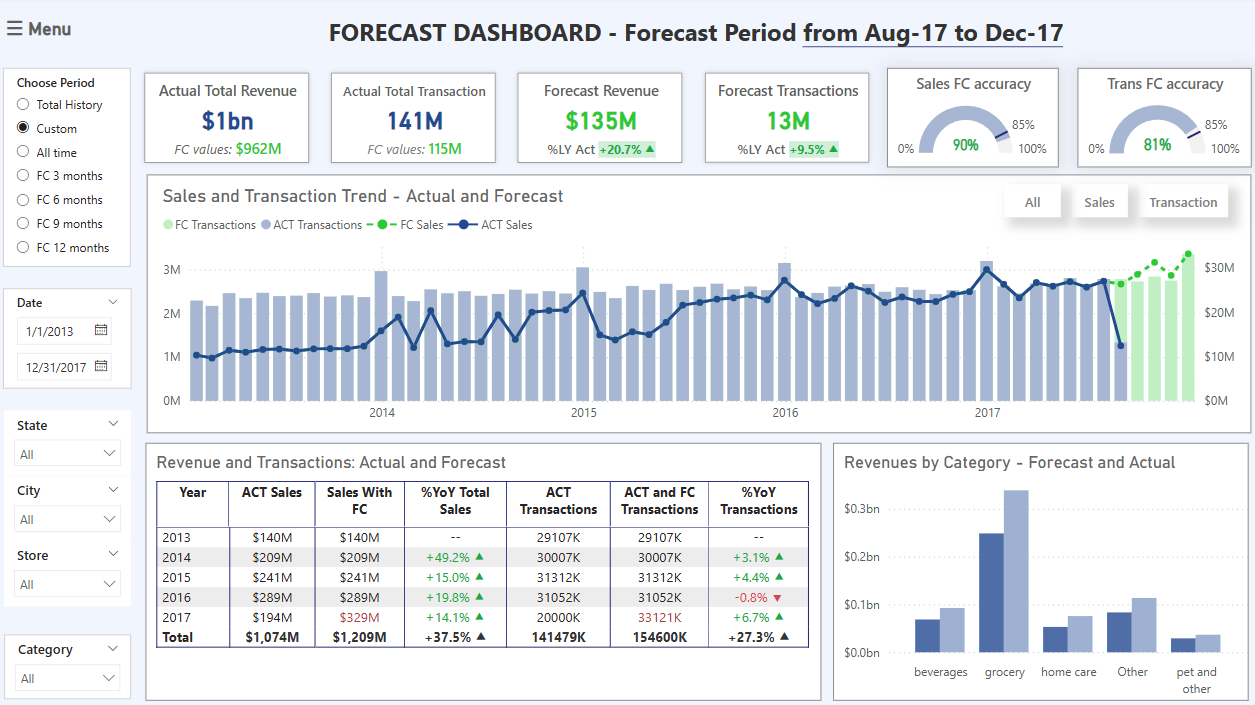 ☰ Menu
FORECAST DASHBOARD - Forecast Period from Aug-17 to Dec-17
Choose Period
Total History
Custom
All time
FC 3 months
FC 6 months
FC 9 months
FC 12 months
Actual Total Revenue
$1bn
FC values: $962M
Actual Total Transaction
141M
FC values: 115M
Forecast Revenue
$135M
%LY Act +20.7% ▲
Forecast Transactions
13M
%LY Act +9.5% ▲
Sales FC accuracy
85%
0% 90% 100%
Trans FC accuracy
85%
0% 81% 100%
Date
1/1/2013
12/31/2017
State
All
City
All
Store
All
Category
All
Sales and Transaction Trend - Actual and Forecast
All Sales Transaction
FC Transactions ACT Transactions FC Sales ACT Sales
3M $30M
2M $20M
1M $10M
0M $0M
2014 2015 2016 2017
Revenue and Transactions: Actual and Forecast
Year ACT Sales Sales With FC %YoY Total Sales ACT Transactions ACT and FC Transactions %YoY Transactions
2013 $140M $140M -- 29107K 29107K --
2014 $209M $209M +49.2% ▲ 30007K 30007K +3.1% ▲
2015 $241M $241M +15.0% ▲ 31312K 31312K +4.4% ▲
2016 $289M $289M +19.8% ▲ 31052K 31052K -0.8% ▼
2017 $194M $329M +14.1% ▲ 20000K 33121K +6.7% ▲
Total $1,074M $1,209M +37.5% ▲ 141479K 154600K +27.3% ▲
Revenues by Category - Forecast and Actual
$0.3bn
$0.2bn
$0.1bn
$0.0bn
beverages grocery home care Other pet and other